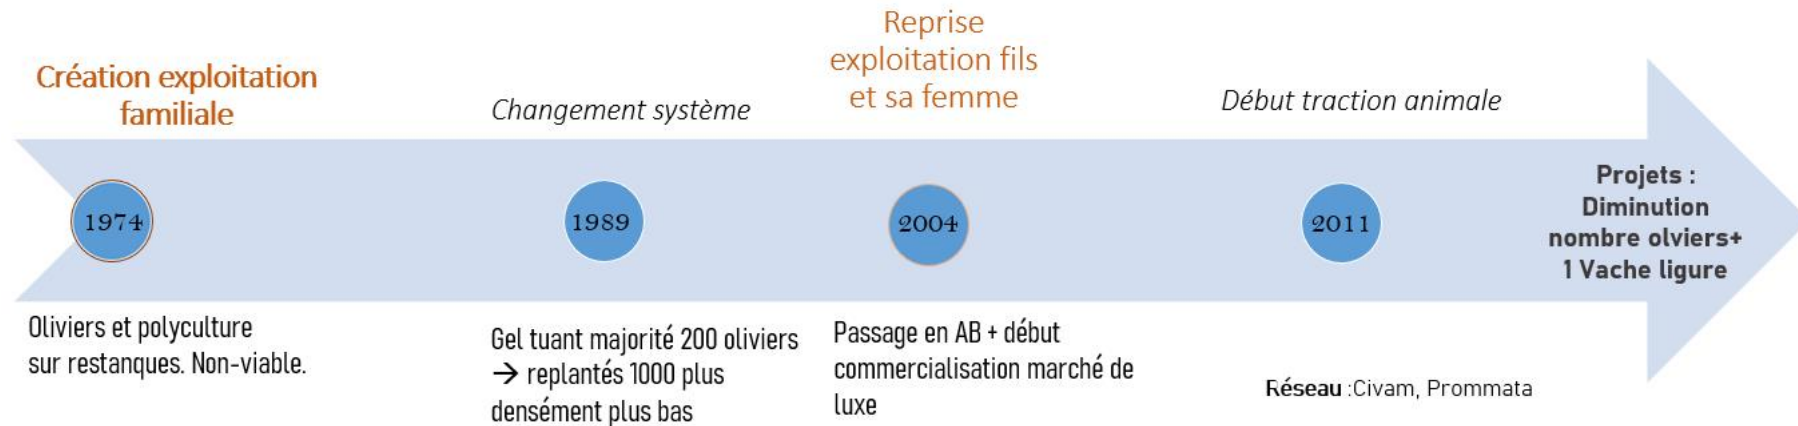 Création exploitation
familiale
Changement système
Reprise
exploitation fils
et sa femme
Début traction animale
1974
1989
2004
2011
Projets :
Diminution
nombre olviers+
1 Vache ligure
Oliviers et polyculture
sur restanques. Non-viable.
Gel tuant majorité 200 oliviers
→ replantés 1000 plus
densément plus bas
Passage en AB + début
commercialisation marché de
luxe
Réseau :Civam, Prommata